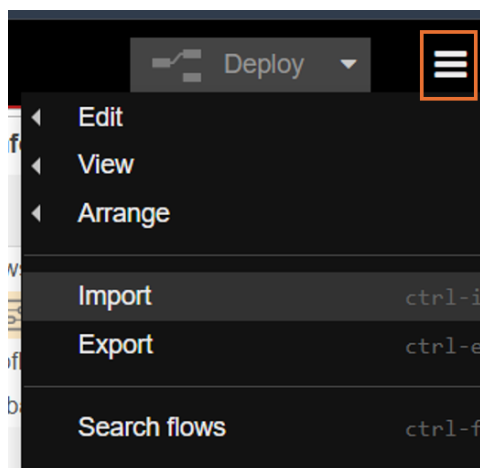 Deploy
Edit
View
Arrange
Import ctrl-i
Export ctrl-e
Search flows ctrl-f